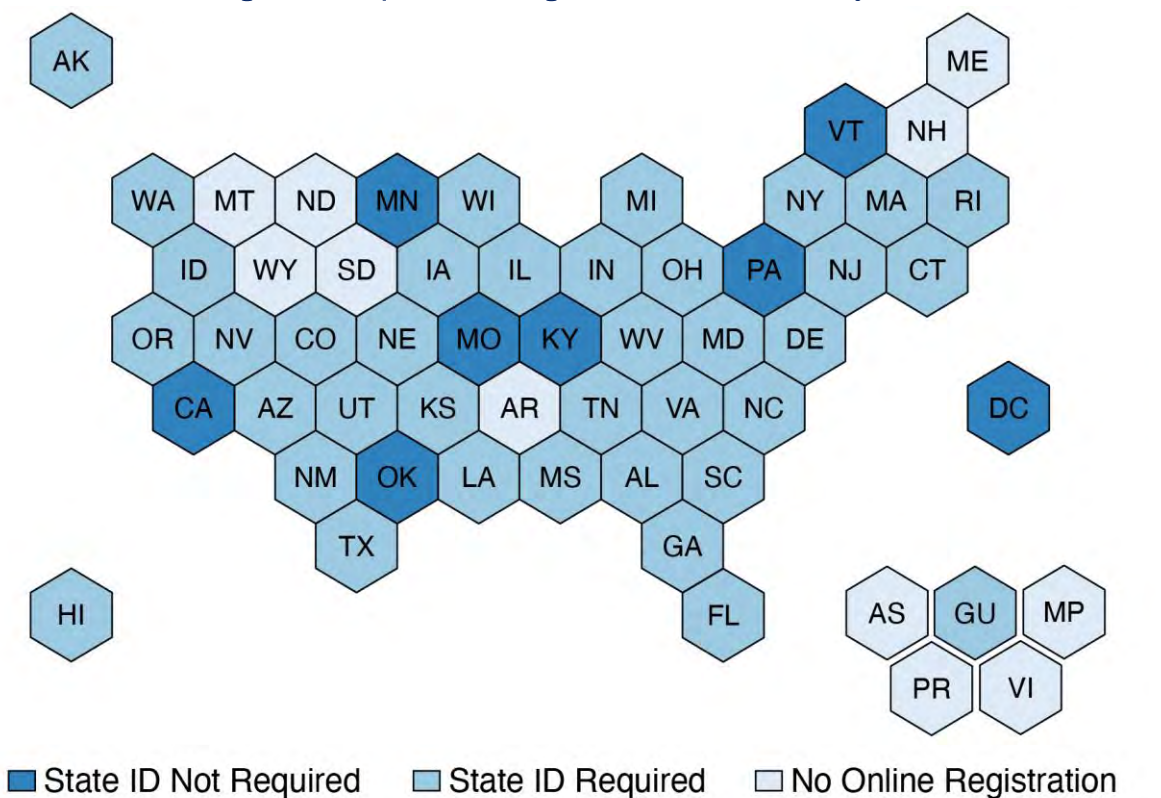 AK
ME
VT NH
WA MT ND MN WI MI NY MA RI
ID WY SD IA IL IN OH PA NJ CT
OR NV CO NE MO KY WV MD DE
CA AZ UT KS AR TN VA NC DC
NM OK LA MS AL SC
TX GA
HI FL AS GU MP
PR VI
State ID Not Required State ID Required No Online Registration